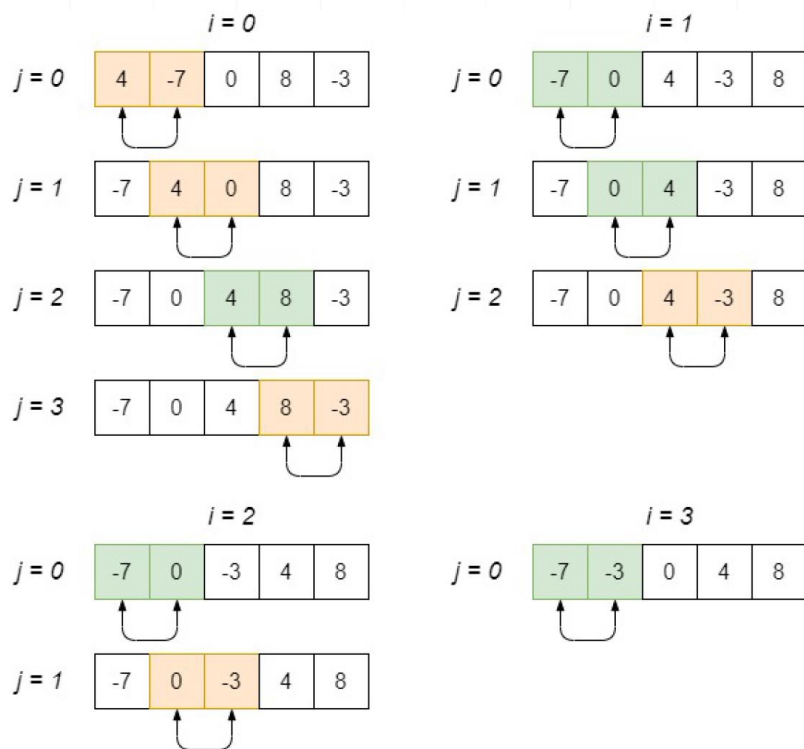 i = 0
j = 0 4 -7 0 8 -3
j = 1 -7 4 0 8 -3
j = 2 -7 0 4 8 -3
j = 3 -7 0 4 8 -3
i = 1
j = 0 -7 0 4 -3 8
j = 1 -7 0 4 -3 8
j = 2 -7 0 4 -3 8
i = 2
j = 0 -7 0 -3 4 8
j = 1 -7 0 -3 4 8
i = 3
j = 0 -7 -3 0 4 8